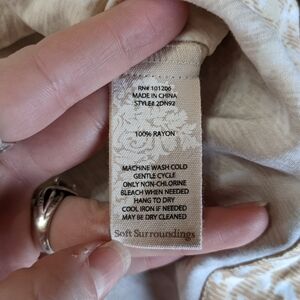 RN# 101206
MADE IN CHINA
STYLE# 2DN92
100% RAYON
MACHINE WASH COLD
GENTLE CYCLE
ONLY NON-CHLORINE
BLEACH WHEN NEEDED
HANG TO DRY
COOL IRON IF NEEDED
MAY BE DRY CLEANED
Soft Surroundings